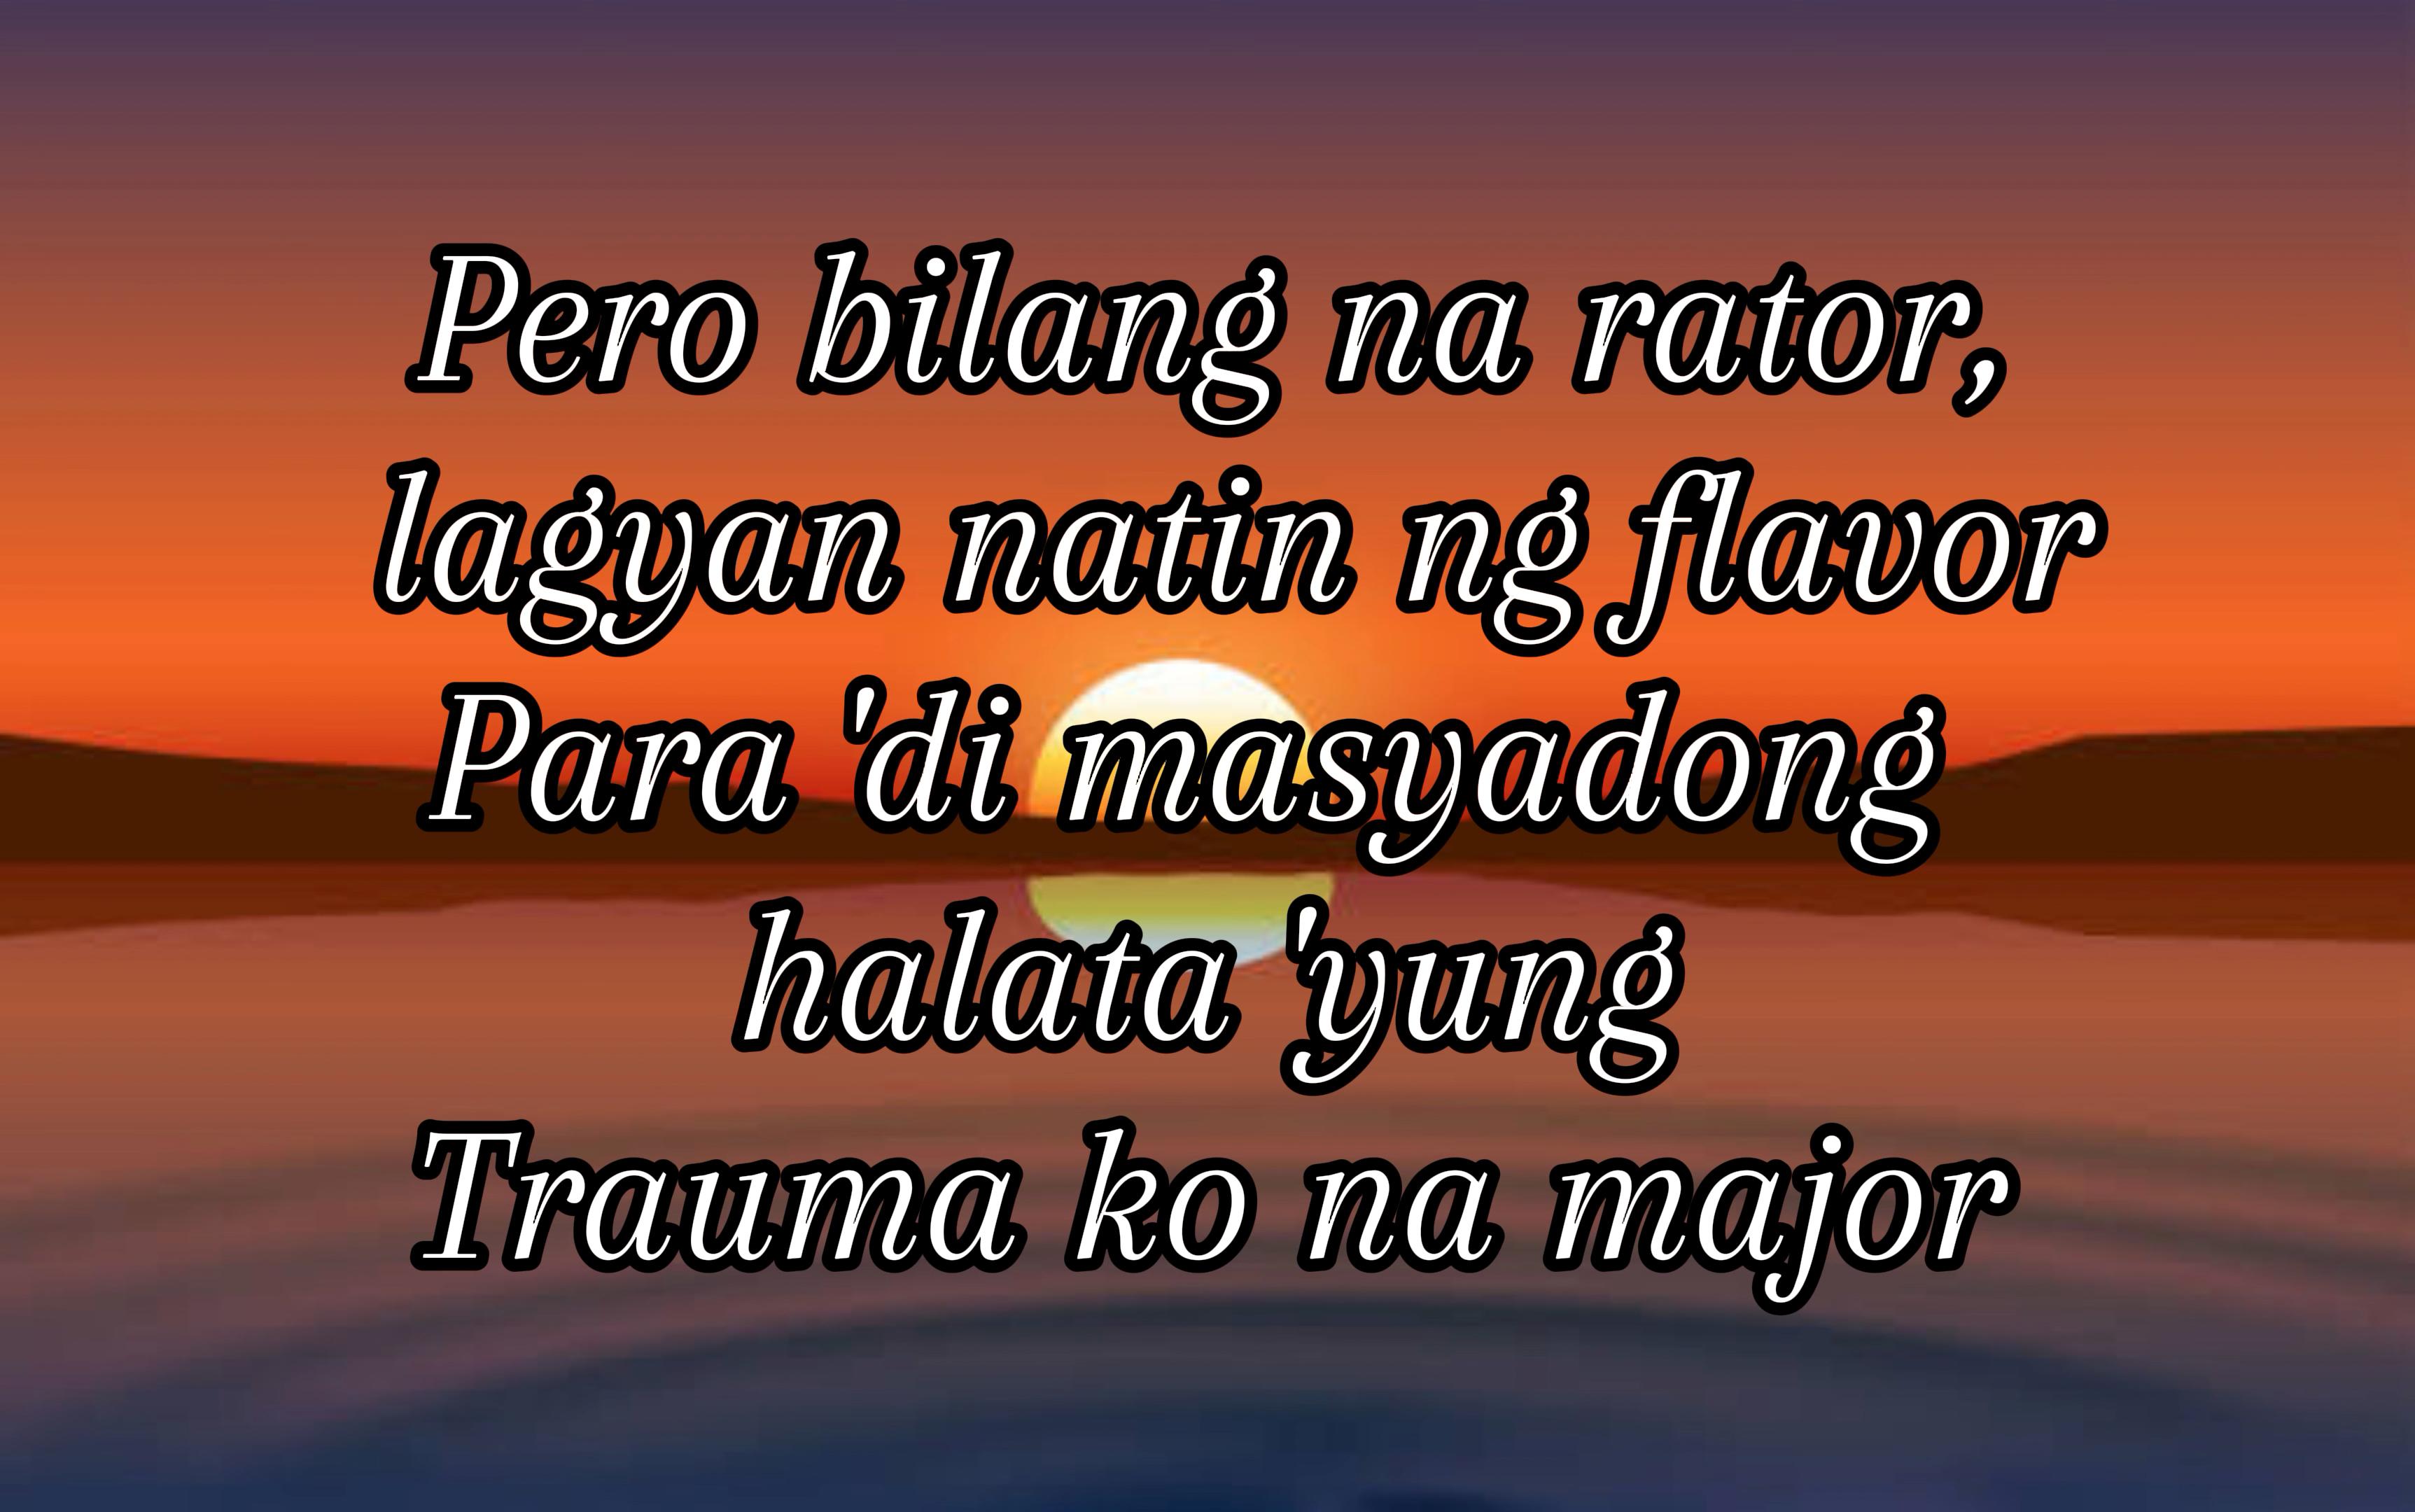 Pero bilang na rator,
lagyan natin ng flavor
Para 'di masyadong
halata 'yung
Trauma ko na major